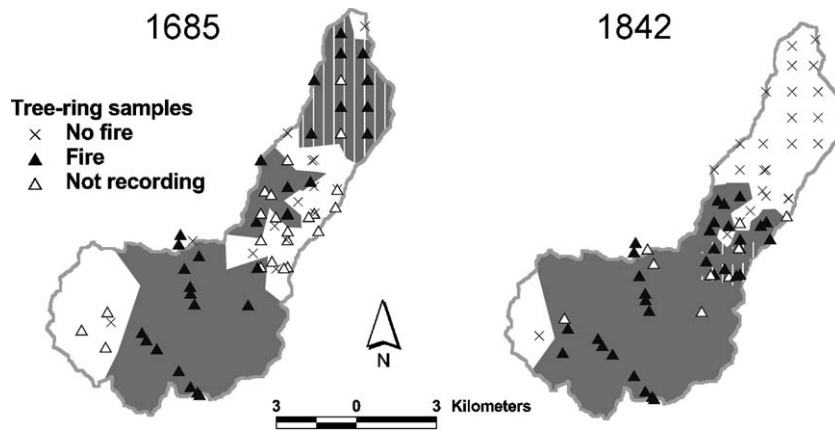 1685
1842
Tree-ring samples
No fire
Fire
Not recording
N
3 0 3 Kilometers